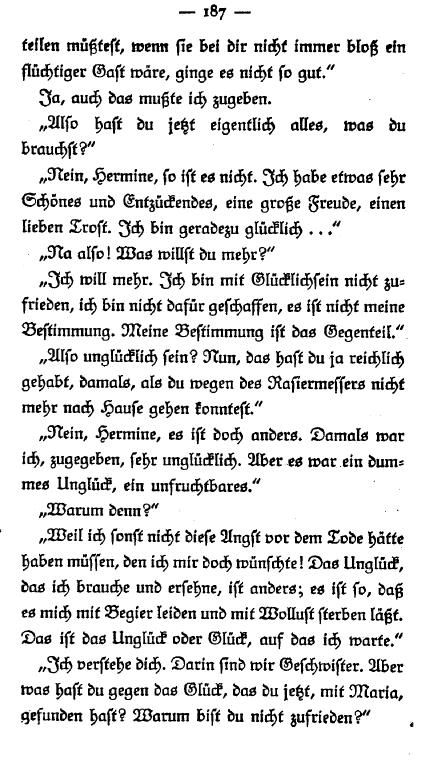 — 187 —
teilen müßtest, wenn sie bei dir nicht immer bloß ein
flüchtiger Gast wäre, ginge es nicht so gut.“
Ja, auch das mußte ich zugeben.
„Also hast du jetzt eigentlich alles, was du
brauchst?“
„Nein, Hermine, so ist es nicht. Ich habe etwas sehr
Schönes und Entzückendes, eine große Freude, einen
lieben Trost. Ich bin geradezu glücklich . . .“
„Na also! Was willst du mehr?“
„Ich will mehr. Ich bin mit Glücklichsein nicht zu-
frieden, ich bin nicht dafür geschaffen, es ist nicht meine
Bestimmung. Meine Bestimmung ist das Gegenteil.“
„Also unglücklich sein? Nun, das hast du ja reichlich
gehabt, damals, als du wegen des Rasiermessers nicht
mehr nach Hause gehen konntest.“
„Nein, Hermine, es ist doch anders. Damals war
ich, zugegeben, sehr unglücklich. Aber es war ein dum-
mes Unglück, ein unfruchtbares.“
„Warum denn?“
„Weil ich sonst nicht diese Angst vor dem Tode hätte
haben müssen, den ich mir doch wünschte! Das Unglück,
das ich brauche und ersehne, ist anders; es ist so, daß
es mich mit Begier leiden und mit Wollust sterben läßt.
Das ist das Unglück oder Glück, auf das ich warte.“
„Ich verstehe dich. Darin sind wir Geschwister. Aber
was hast du gegen das Glück, das du jetzt, mit Maria,
gefunden hast? Warum bist du nicht zufrieden?“